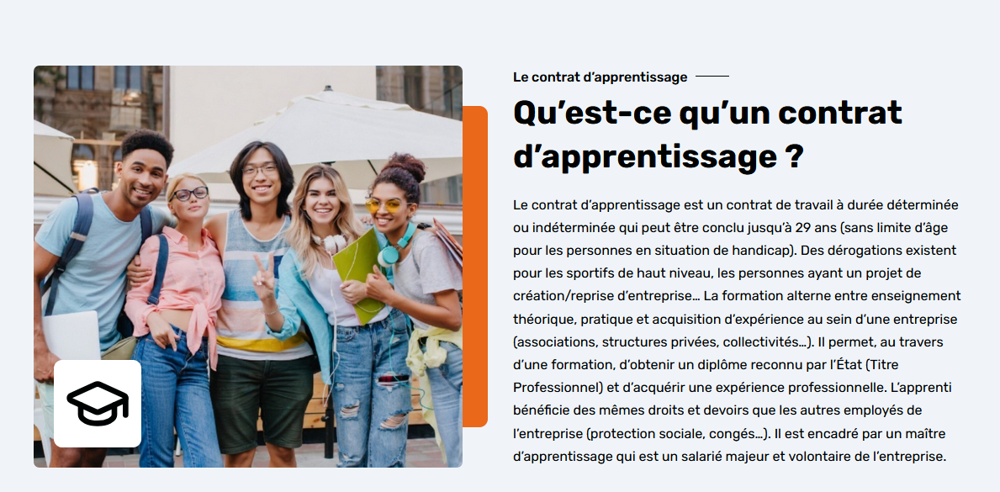 Le contrat d’apprentissage
Qu’est-ce qu’un contrat
d’apprentissage ?
Le contrat d’apprentissage est un contrat de travail à durée déterminée
ou indéterminée qui peut être conclu jusqu’à 29 ans (sans limite d’âge
pour les personnes en situation de handicap). Des dérogations existent
pour les sportifs de haut niveau, les personnes ayant un projet de
création/reprise d’entreprise… La formation alterne entre enseignement
théorique, pratique et acquisition d’expérience au sein d’une entreprise
(associations, structures privées, collectivités…). Il permet, au travers
d’une formation, d’obtenir un diplôme reconnu par l’État (Titre
Professionnel) et d’acquérir une expérience professionnelle. L’apprenti
bénéficie des mêmes droits et devoirs que les autres employés de
l’entreprise (protection sociale, congés…). Il est encadré par un maître
d’apprentissage qui est un salarié majeur et volontaire de l’entreprise.